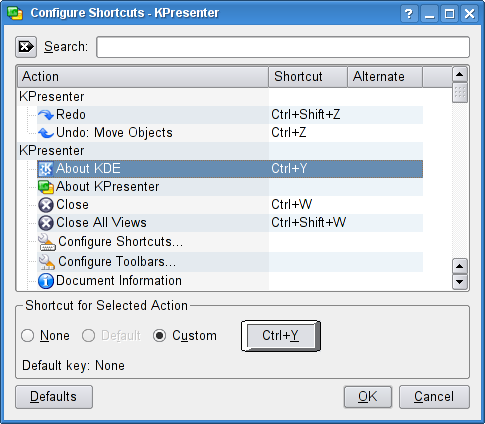 Configure Shortcuts - KPresenter
Search:
Action Shortcut Alternate
KPresenter
Redo Ctrl+Shift+Z
Undo: Move Objects Ctrl+Z
KPresenter
About KDE Ctrl+Y
About KPresenter
Close Ctrl+W
Close All Views Ctrl+Shift+W
Configure Shortcuts...
Configure Toolbars...
Document Information
Shortcut for Selected Action
None Default Custom Ctrl+Y
Default key: None
Defaults OK Cancel